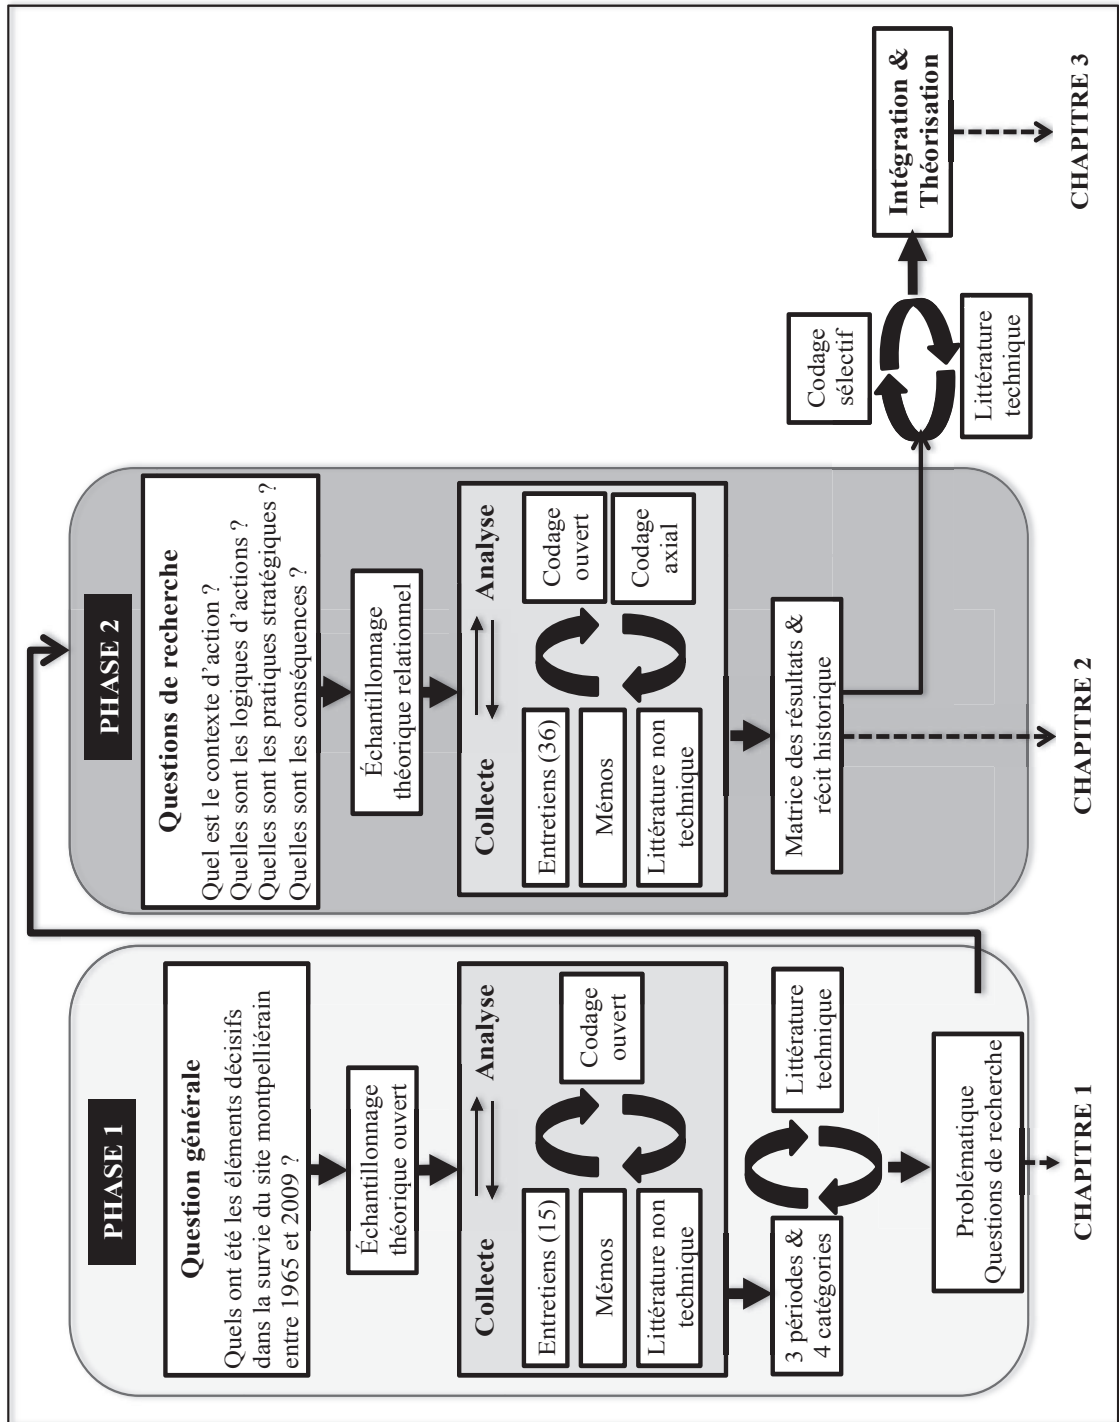 PHASE 1
Question générale
Quels ont été les éléments décisifs
dans la survie du site montpelliérain
entre 1965 et 2009 ?
Échantillonnage
théorique ouvert
Collecte
Analyse
Entretiens (15)
Mémos
Littérature non
technique
Codage
ouvert
3 périodes &
4 catégories
Littérature
technique
Problématique
Questions de recherche
CHAPITRE 1
PHASE 2
Questions de recherche
Quel est le contexte d’action ?
Quelles sont les logiques d’actions ?
Quelles sont les pratiques stratégiques ?
Quelles sont les conséquences ?
Échantillonnage
théorique relationnel
Collecte
Analyse
Entretiens (36)
Mémos
Littérature non
technique
Codage
ouvert
Codage
axial
Matrice des résultats &
récit historique
CHAPITRE 2
Codage
sélectif
Littérature
technique
Intégration &
Théorisation
CHAPITRE 3